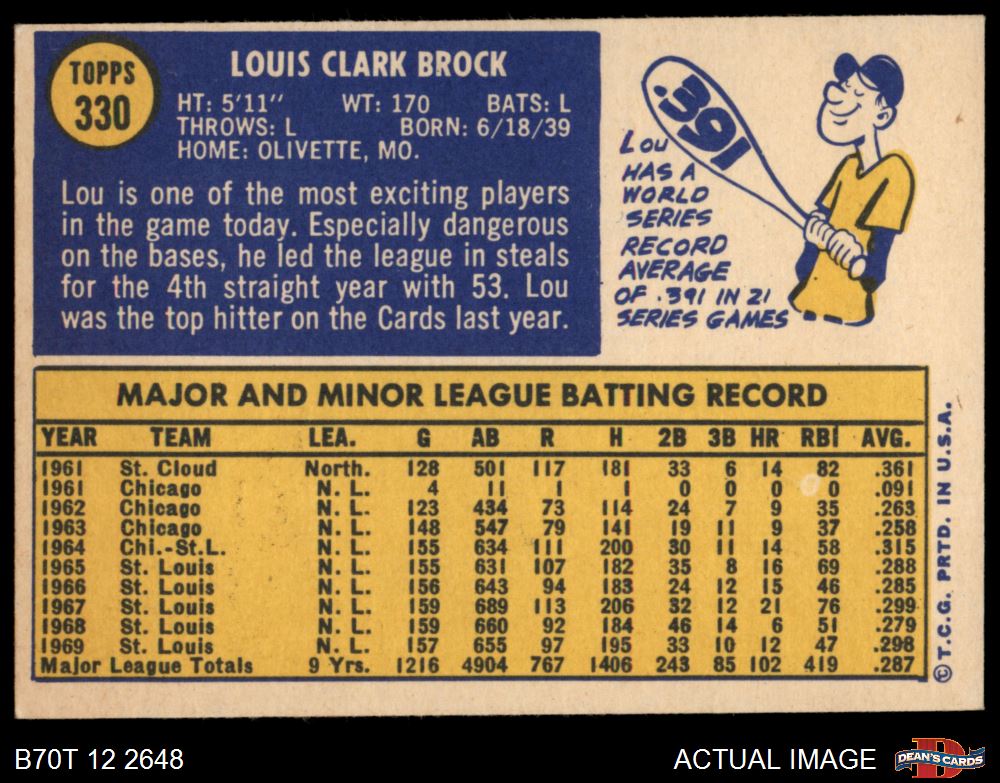 TOPPS
330
LOUIS CLARK BROCK
HT: 5'11" WT: 170 BATS: L
THROWS: L BORN: 6/18/39
HOME: OLIVETTE, MO.
Lou is one of the most exciting players
in the game today. Especially dangerous
on the bases, he led the league in steals
for the 4th straight year with 53. Lou
was the top hitter on the Cards last year.
.391
Lou
HAS A
WORLD
SERIES
RECORD
AVERAGE
OF .391 IN 21
SERIES GAMES
MAJOR AND MINOR LEAGUE BATTING RECORD
YEAR TEAM LEA. G AB R H 2B 3B HR RBI AVG.
1961 St. Cloud North. 128 501 117 181 33 6 14 82 .361
1961 Chicago N. L. 4 11 1 1 0 0 0 0 .091
1962 Chicago N. L. 123 434 73 114 24 7 9 35 .263
1963 Chicago N. L. 148 547 79 141 19 11 9 37 .258
1964 Chi.-St.L. N. L. 155 634 111 200 30 11 14 58 .315
1965 St. Louis N. L. 155 631 107 182 35 8 16 69 .288
1966 St. Louis N. L. 156 643 94 183 24 12 15 46 .285
1967 St. Louis N. L. 159 689 113 206 32 12 21 76 .299
1968 St. Louis N. L. 159 660 92 184 46 14 6 51 .279
1969 St. Louis N. L. 157 655 97 195 33 10 12 47 .298
Major League Totals 9 Yrs. 1216 4904 767 1406 243 85 102 419 .287
© T.C.G. PRTD. IN U.S.A.
B70T 12 2648
ACTUAL IMAGE
D
DEAN'S CARDS